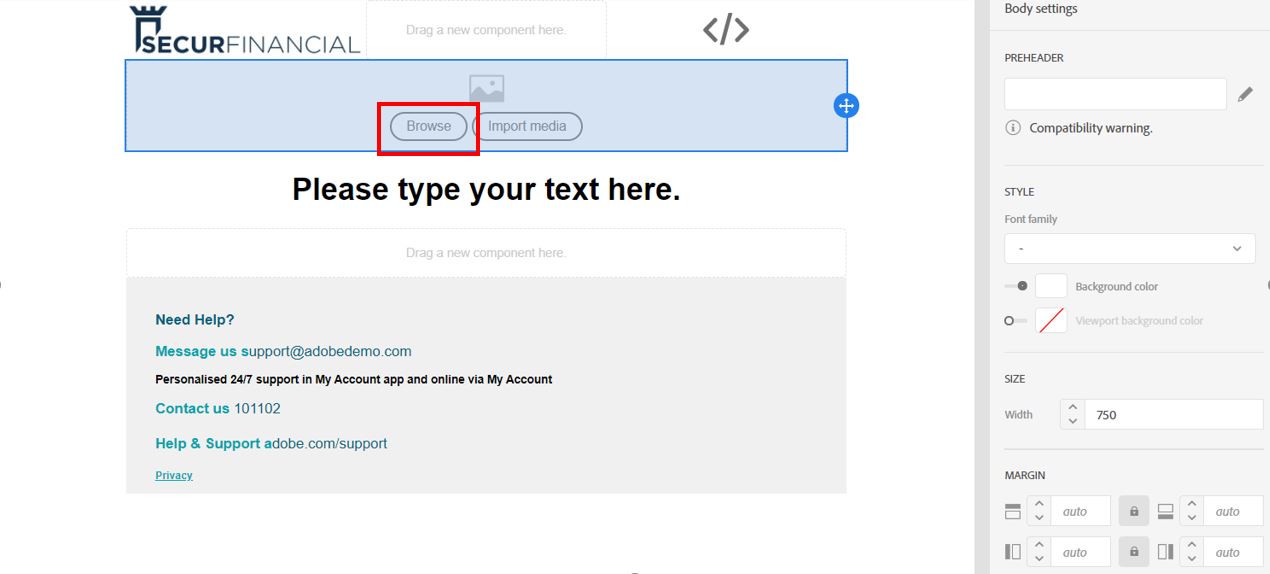 SECURFINANCIAL
Drag a new component here.
</>
Browse
Import media
Please type your text here.
Drag a new component here.
Need Help?
Message us support@adobedemo.com
Personalised 24/7 support in My Account app and online via My Account
Contact us 101102
Help & Support adobe.com/support
Privacy
Body settings
PREHEADER
Compatibility warning.
STYLE
Font family
-
Background color
Viewport background color
SIZE
Width
750
MARGIN
auto
auto
auto
auto